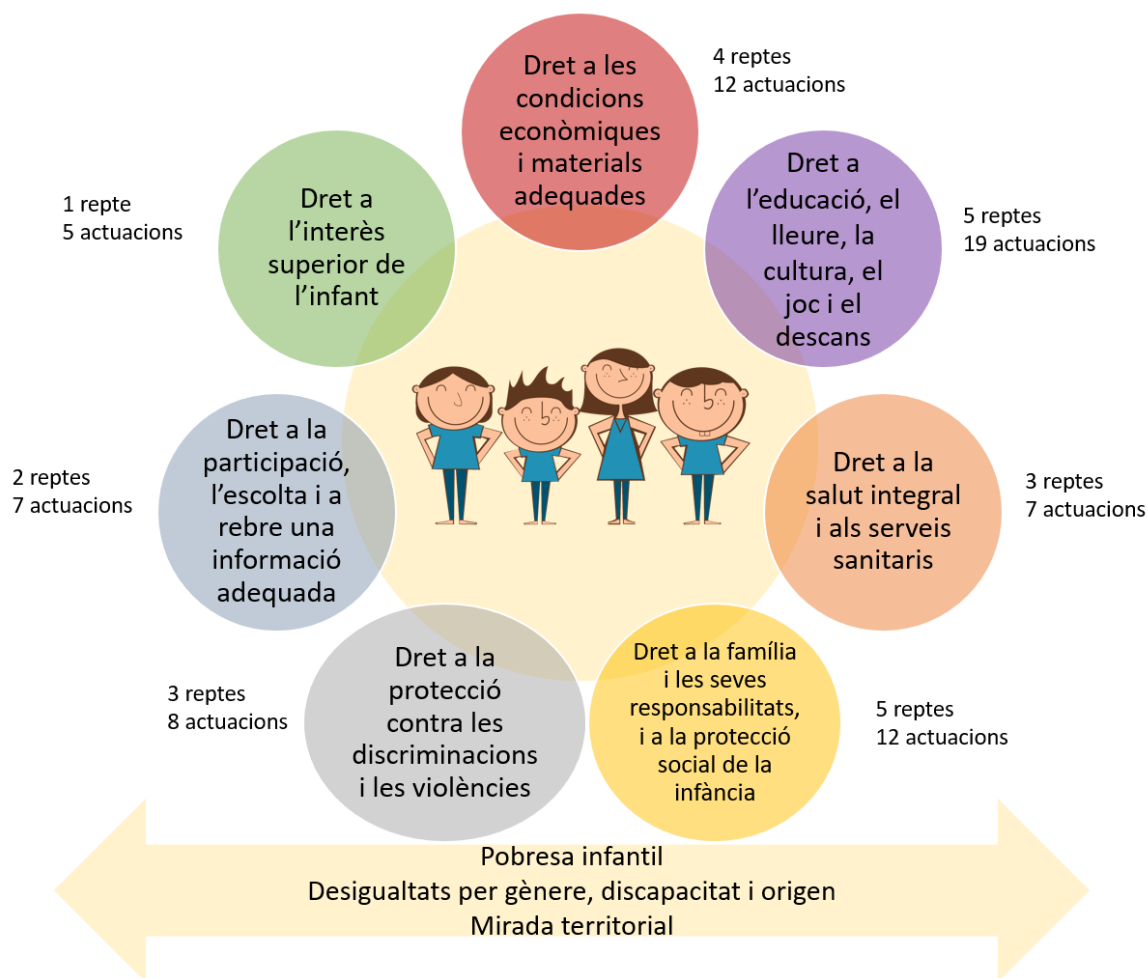 Dret a les
condicions
econòmiques
i materials
adequades
4 reptes
12 actuacions
Dret a
l'educació, el
lleure, la
cultura, el
joc i el
descans
5 reptes
19 actuacions
Dret a la
salut integral
i als serveis
sanitaris
3 reptes
7 actuacions
Dret a la família
i les seves
responsabilitats,
i a la protecció
social de la
infància
5 reptes
12 actuacions
Dret a la
protecció
contra les
discriminacions
i les violències
3 reptes
8 actuacions
Dret a la
participació,
l'escolta i a
rebre una
informació
adequada
2 reptes
7 actuacions
Dret a
l'interès
superior de
l'infant
1 repte
5 actuacions
Pobresa infantil
Desigualtats per gènere, discapacitat i origen
Mirada territorial